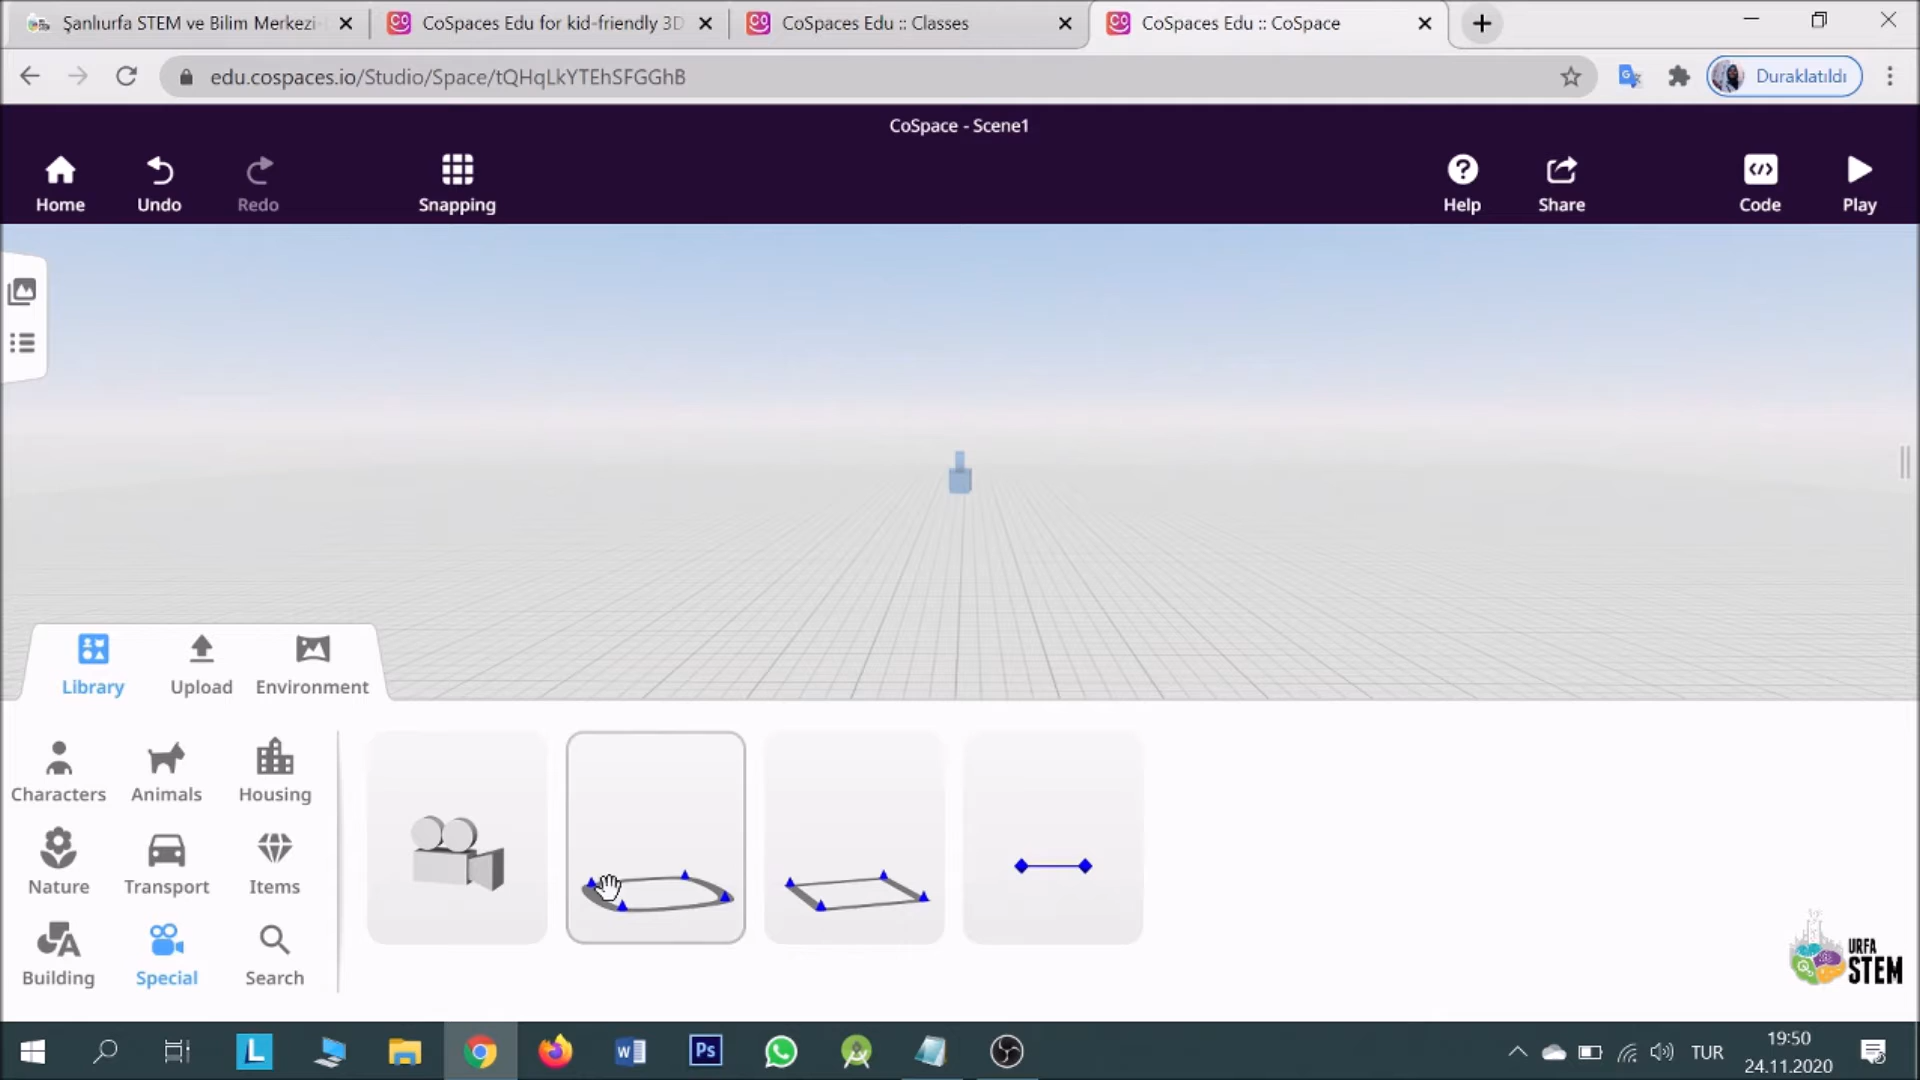 Şanlıurfa STEM ve Bilim Merkezi
CoSpaces Edu for kid-friendly 3D
CoSpaces Edu :: Classes
CoSpaces Edu :: CoSpace
edu.cospaces.io/Studio/Space/tQHqLkYTEhSFGGhB
Duraklatıldı
CoSpace - Scene1
Home
Undo
Redo
Snapping
Help
Share
Code
Play
Library
Upload
Environment
Characters
Animals
Housing
Nature
Transport
Items
Building
Special
Search
URFA
STEM
TUR
19:50
24.11.2020